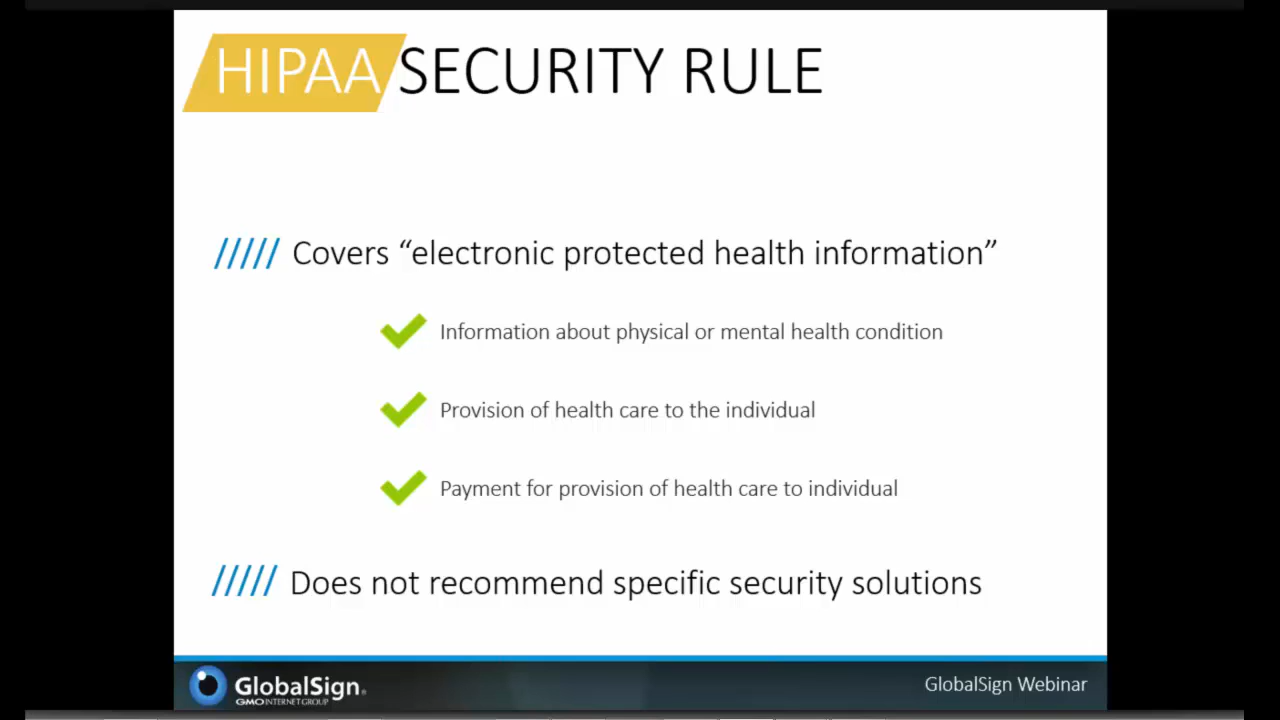 HIPAA SECURITY RULE
Covers “electronic protected health information”
Information about physical or mental health condition
Provision of health care to the individual
Payment for provision of health care to individual
Does not recommend specific security solutions
GlobalSign®
GMO INTERNET GROUP
GlobalSign Webinar